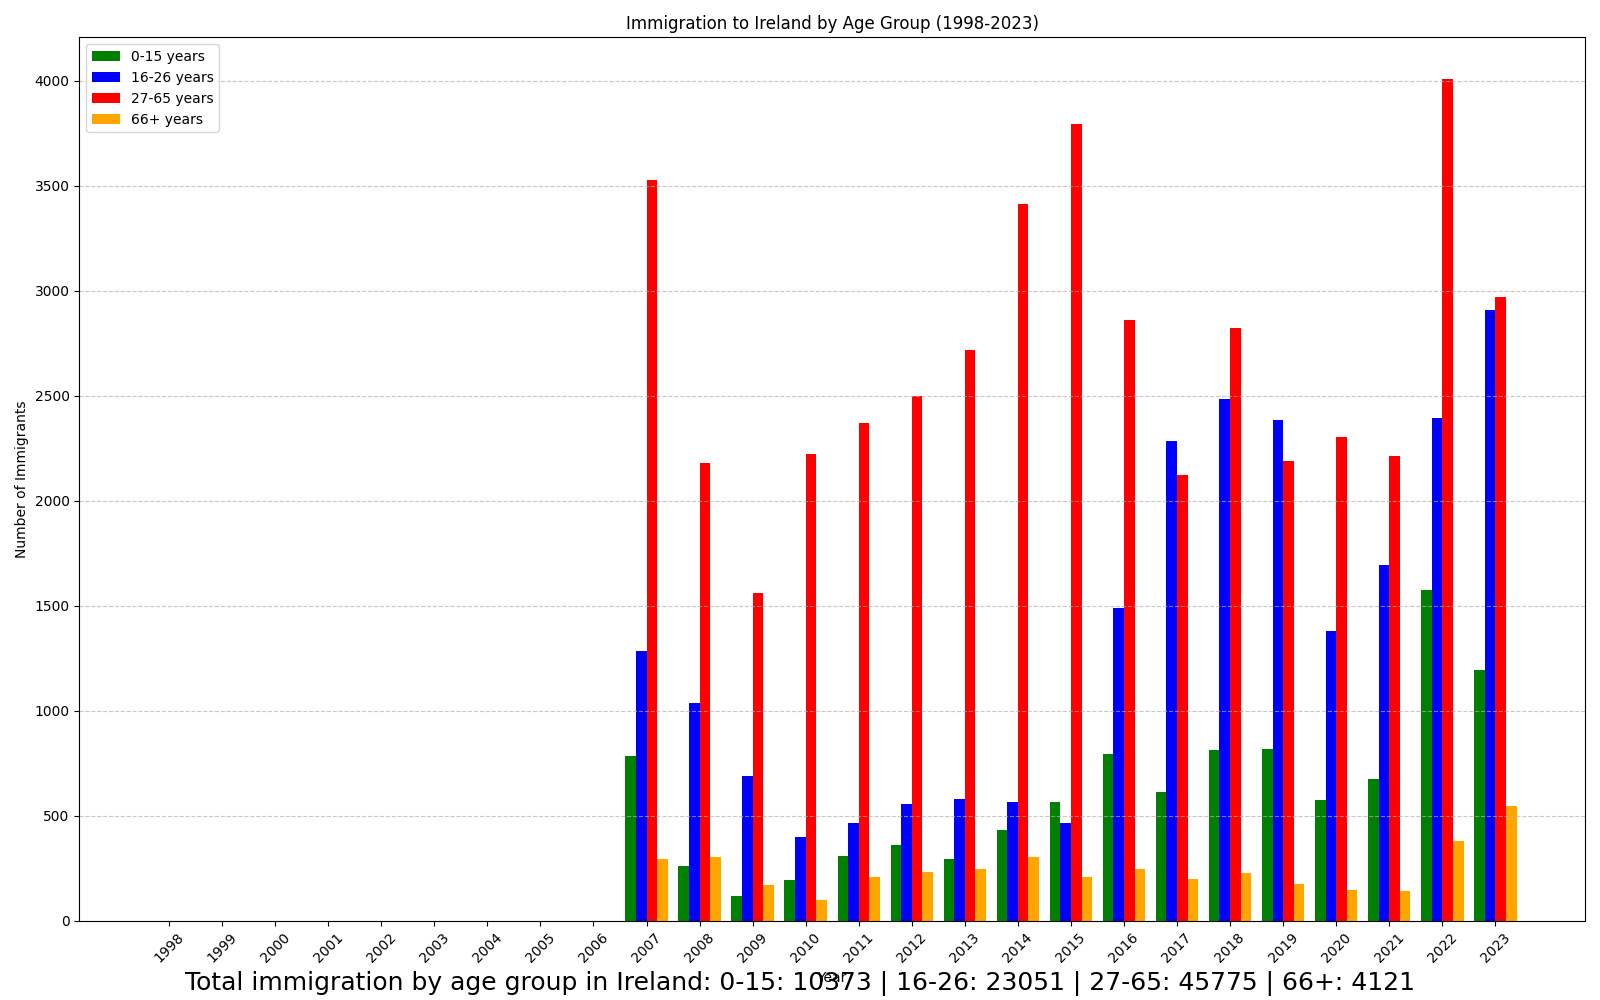 Immigration to Ireland by Age Group (1998-2023)
0-15 years
16-26 years
27-65 years
66+ years
Number of Immigrants
4000
3500
3000
2500
2000
1500
1000
500
0
1998 1999 2000 2001 2002 2003 2004 2005 2006 2007 2008 2009 2010 2011 2012 2013 2014 2015 2016 2017 2018 2019 2020 2021 2022 2023
Year
Total immigration by age group in Ireland: 0-15: 10373 | 16-26: 23051 | 27-65: 45775 | 66+: 4121